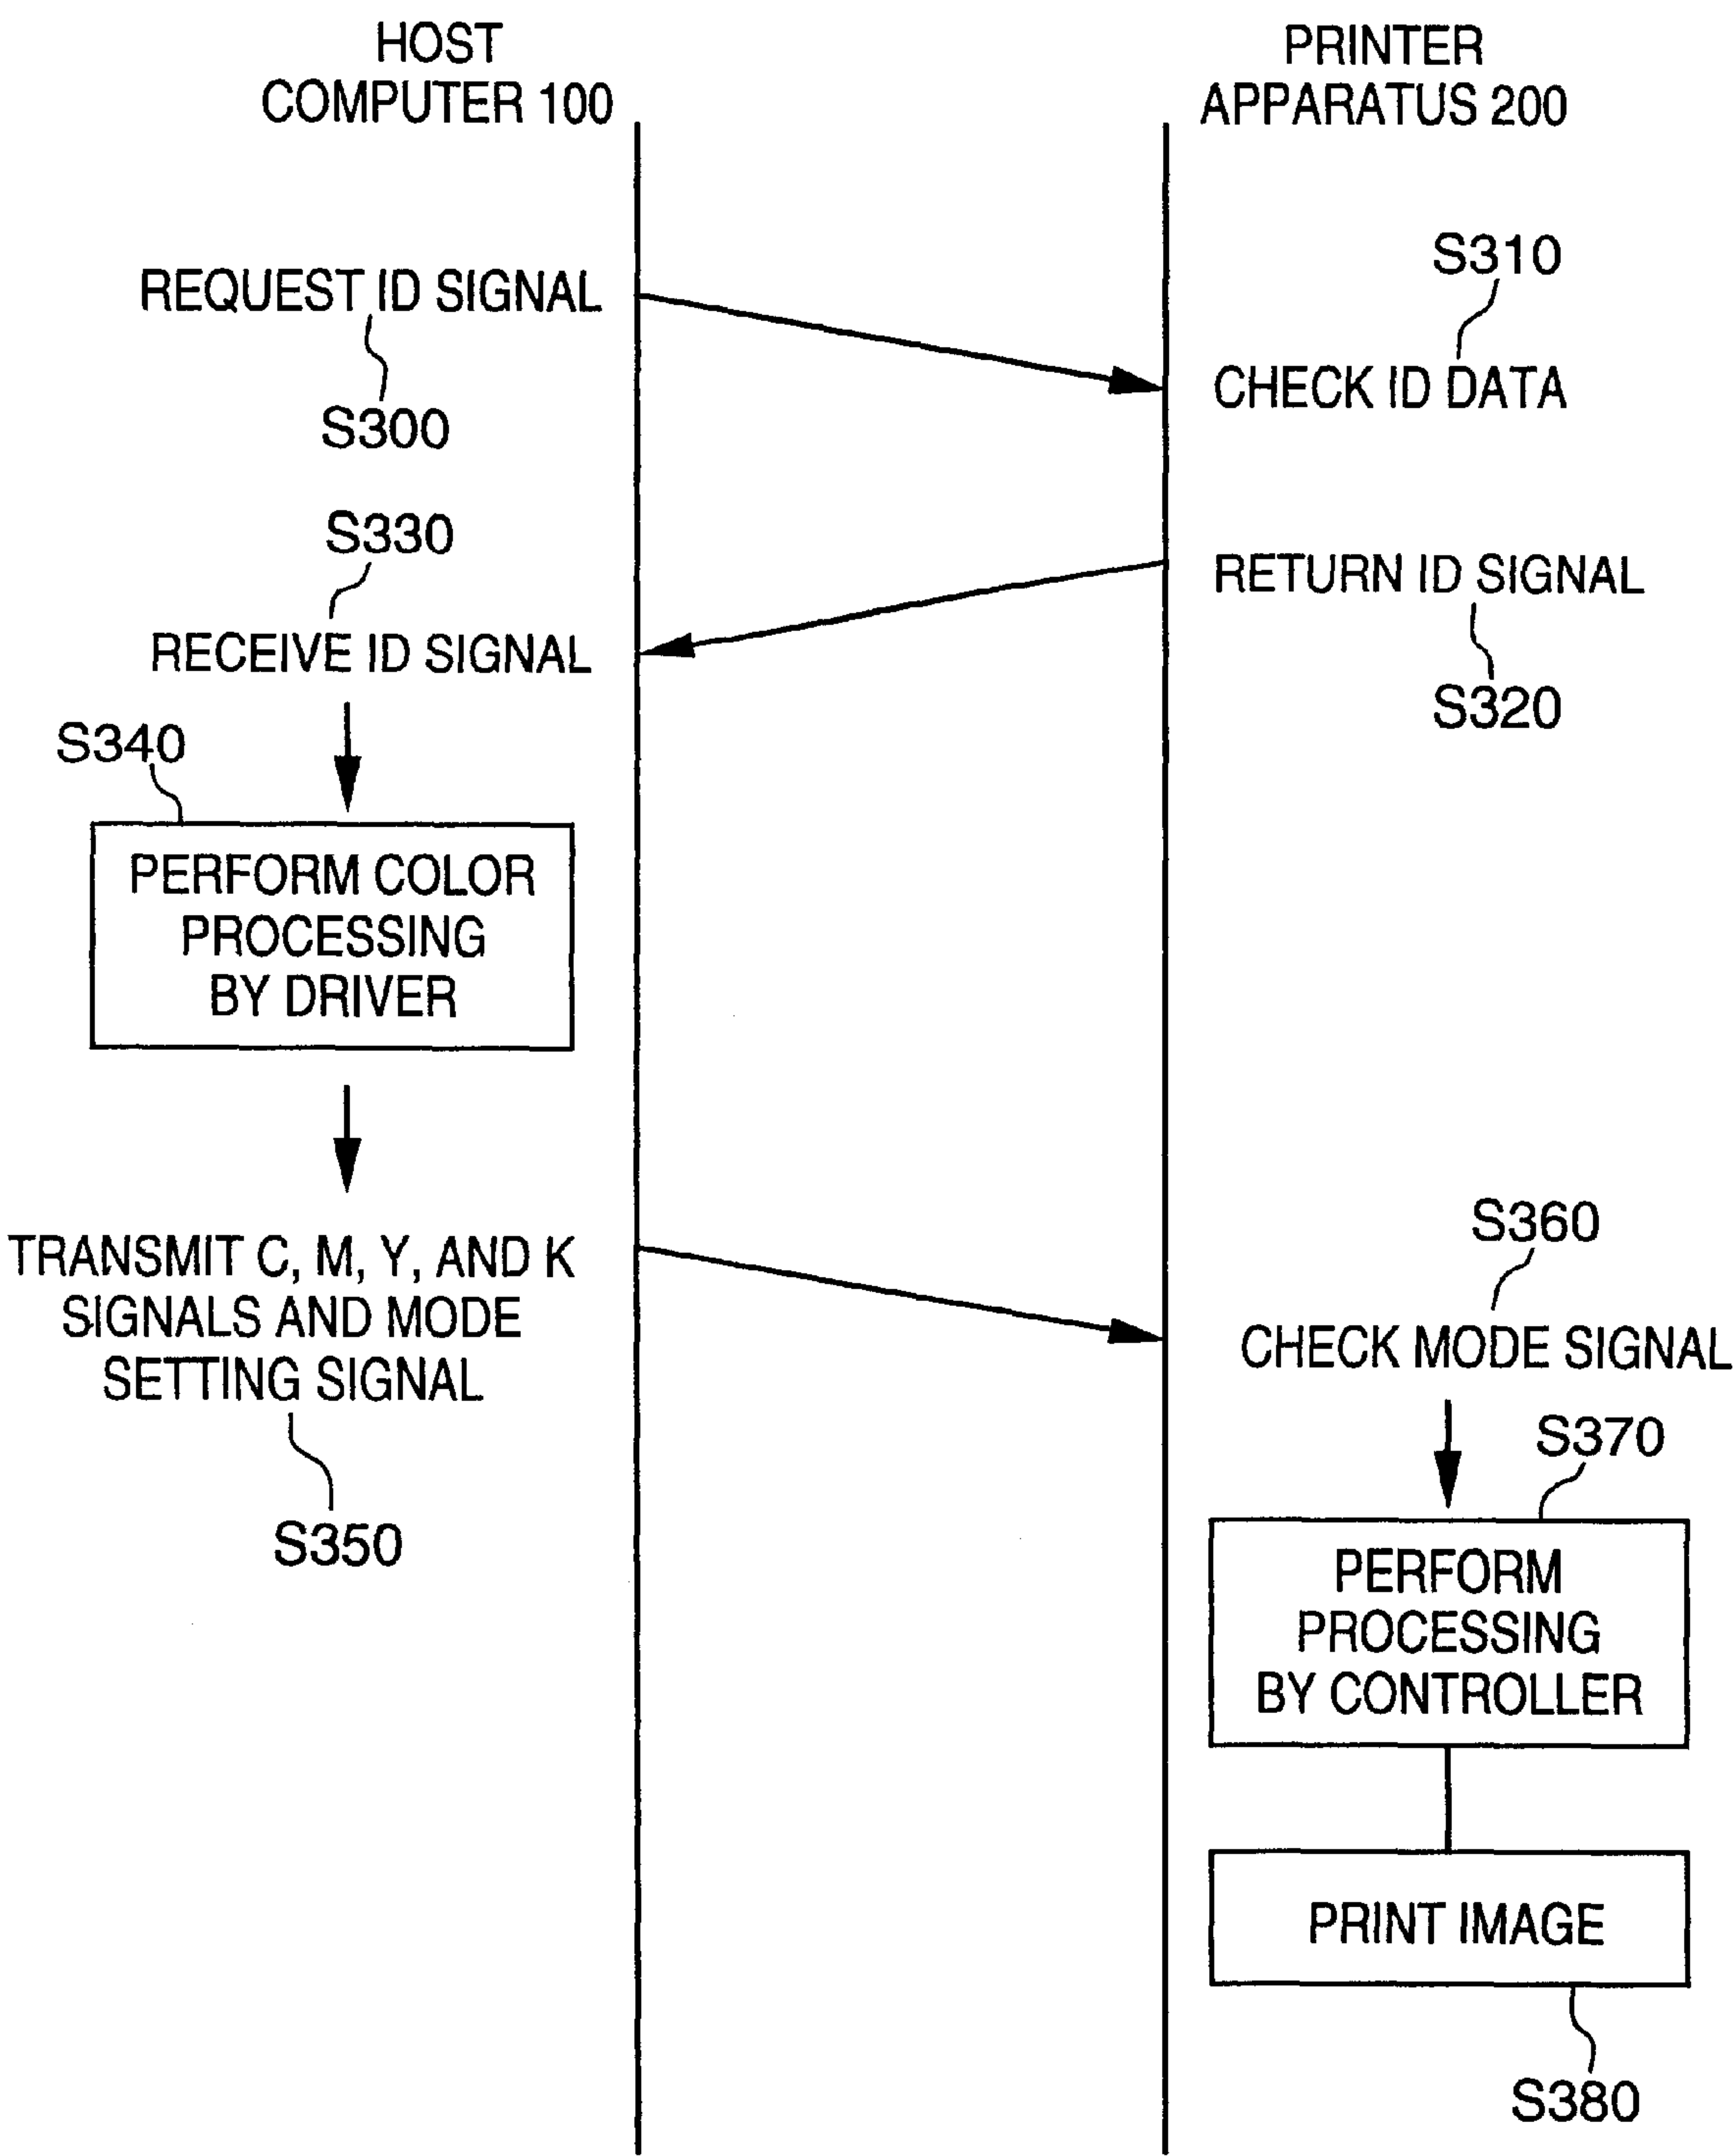 HOST
COMPUTER 100
PRINTER
APPARATUS 200
REQUEST ID SIGNAL
S300
S310
CHECK ID DATA
RETURN ID SIGNAL
S320
S330
RECEIVE ID SIGNAL
S340
PERFORM COLOR
PROCESSING
BY DRIVER
TRANSMIT C, M, Y, AND K
SIGNALS AND MODE
SETTING SIGNAL
S350
S360
CHECK MODE SIGNAL
S370
PERFORM
PROCESSING
BY CONTROLLER
PRINT IMAGE
S380